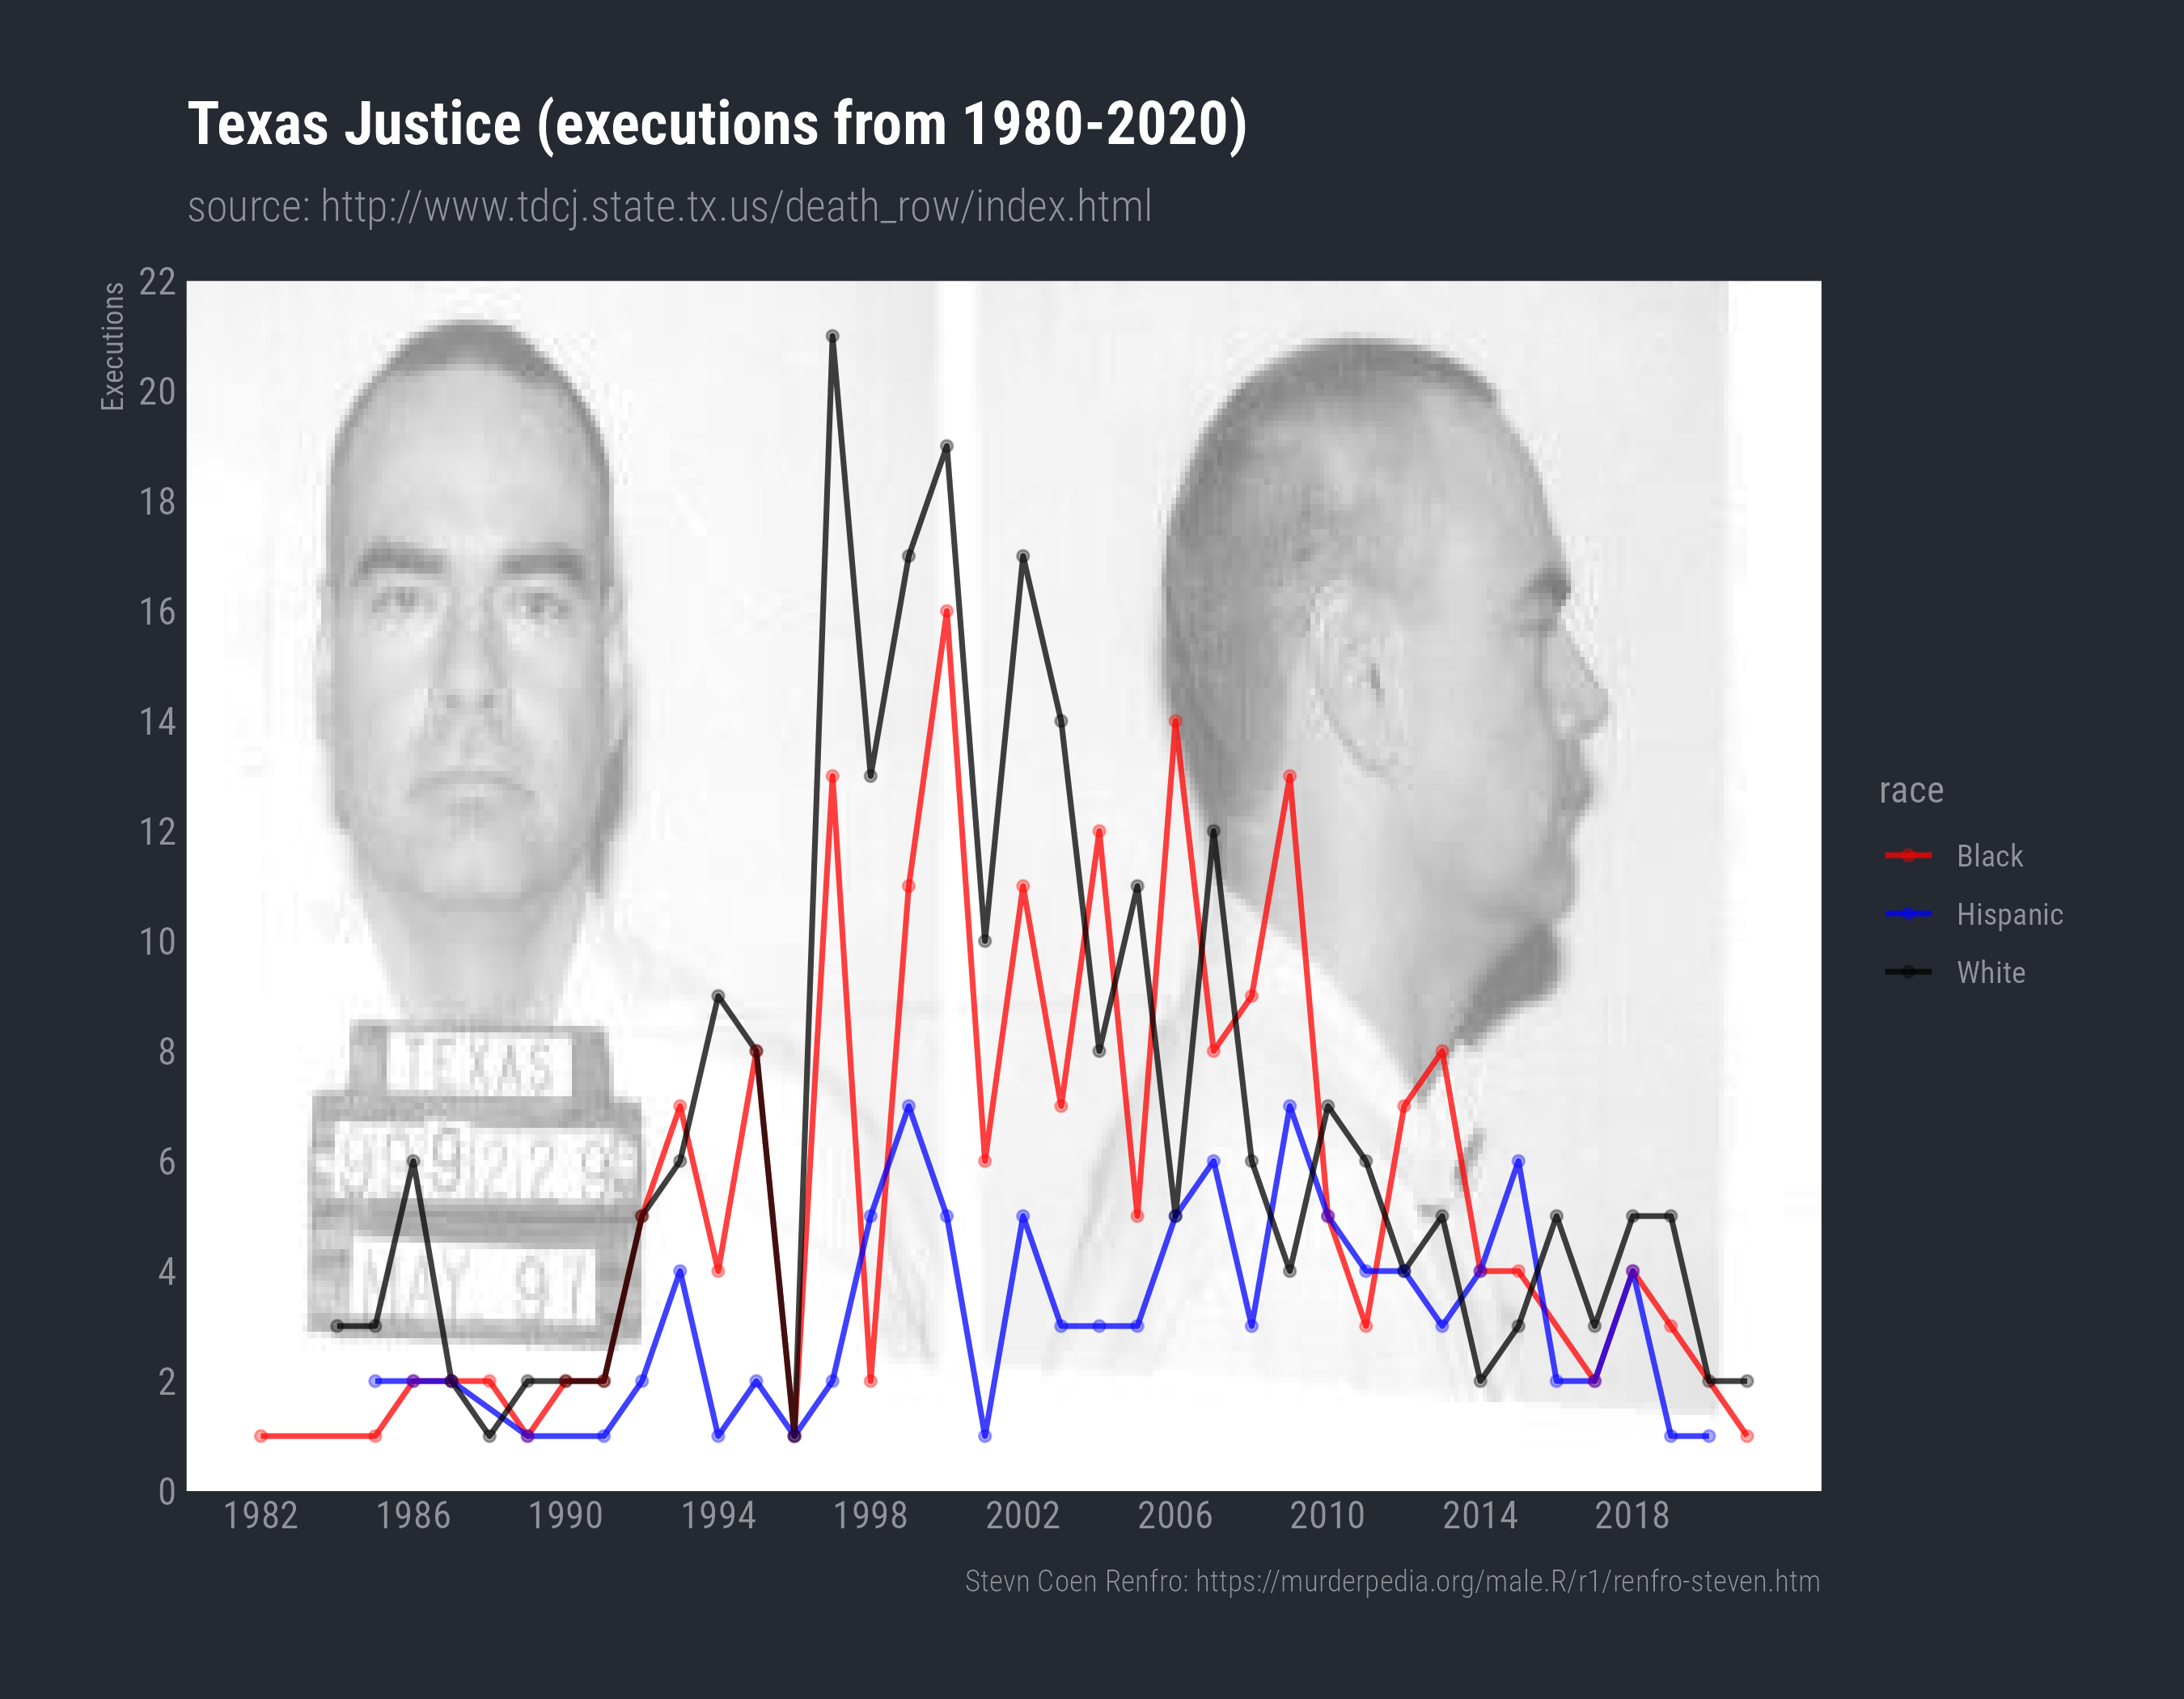 Texas Justice (executions from 1980-2020)
source: http://www.tdcj.state.tx.us/death_row/index.html
Executions
22
20
18
16
14
12
10
8
6
4
2
0
TEXAS
MAY 97
race
Black
Hispanic
White
1982 1986 1990 1994 1998 2002 2006 2010 2014 2018
Stevn Coen Renfro: https://murderpedia.org/male.R/r1/renfro-steven.htm